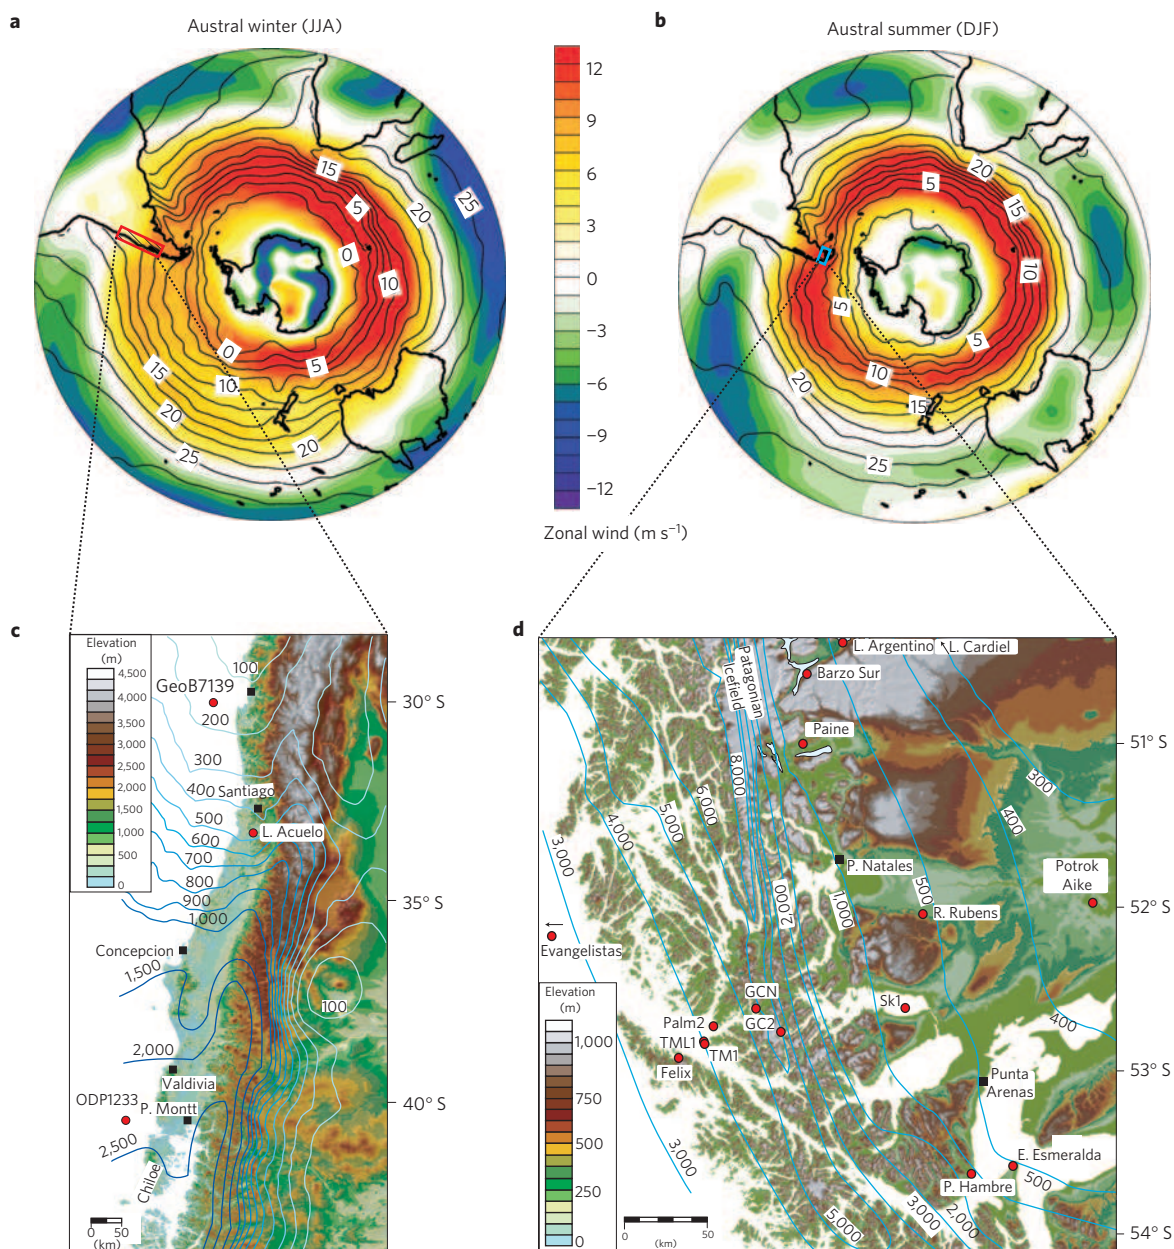 a
Austral winter (JJA)
b
Austral summer (DJF)
15
5
20
25
0
10
0
5
15
10
20
20
25
12
9
6
3
0
−3
−6
−9
−12
Zonal wind (m s−1)
20
5
15
10
5
5
10
20
15
25
c
Elevation
(m)
4,500
4,000
3,500
3,000
2,500
2,000
1,500
1,000
500
0
100
GeoB7139
200
300
400
Santiago
500
600
L. Acuelo
700
800
900
1,000
Concepcion
1,500
100
2,000
Valdivia
ODP1233
P. Montt
2,500
Chiloe
0
50
(km)
30° S
35° S
40° S
d
Patagonian
Icefield
L. Argentino
L. Cardiel
Barzo Sur
Paine
8,000
6,000
5,000
4,000
3,000
300
400
P. Natales
Potrok
Aike
500
1,000
2,000
R. Rubens
Evangelistas
Elevation
(m)
1,000
750
500
250
0
GCN
Sk1
Palm2
GC2
400
TML1
TM1
Felix
Punta
Arenas
3,000
E. Esmeralda
P. Hambre
500
5,000
3,000
2,000
0
50
(km)
51° S
52° S
53° S
54° S